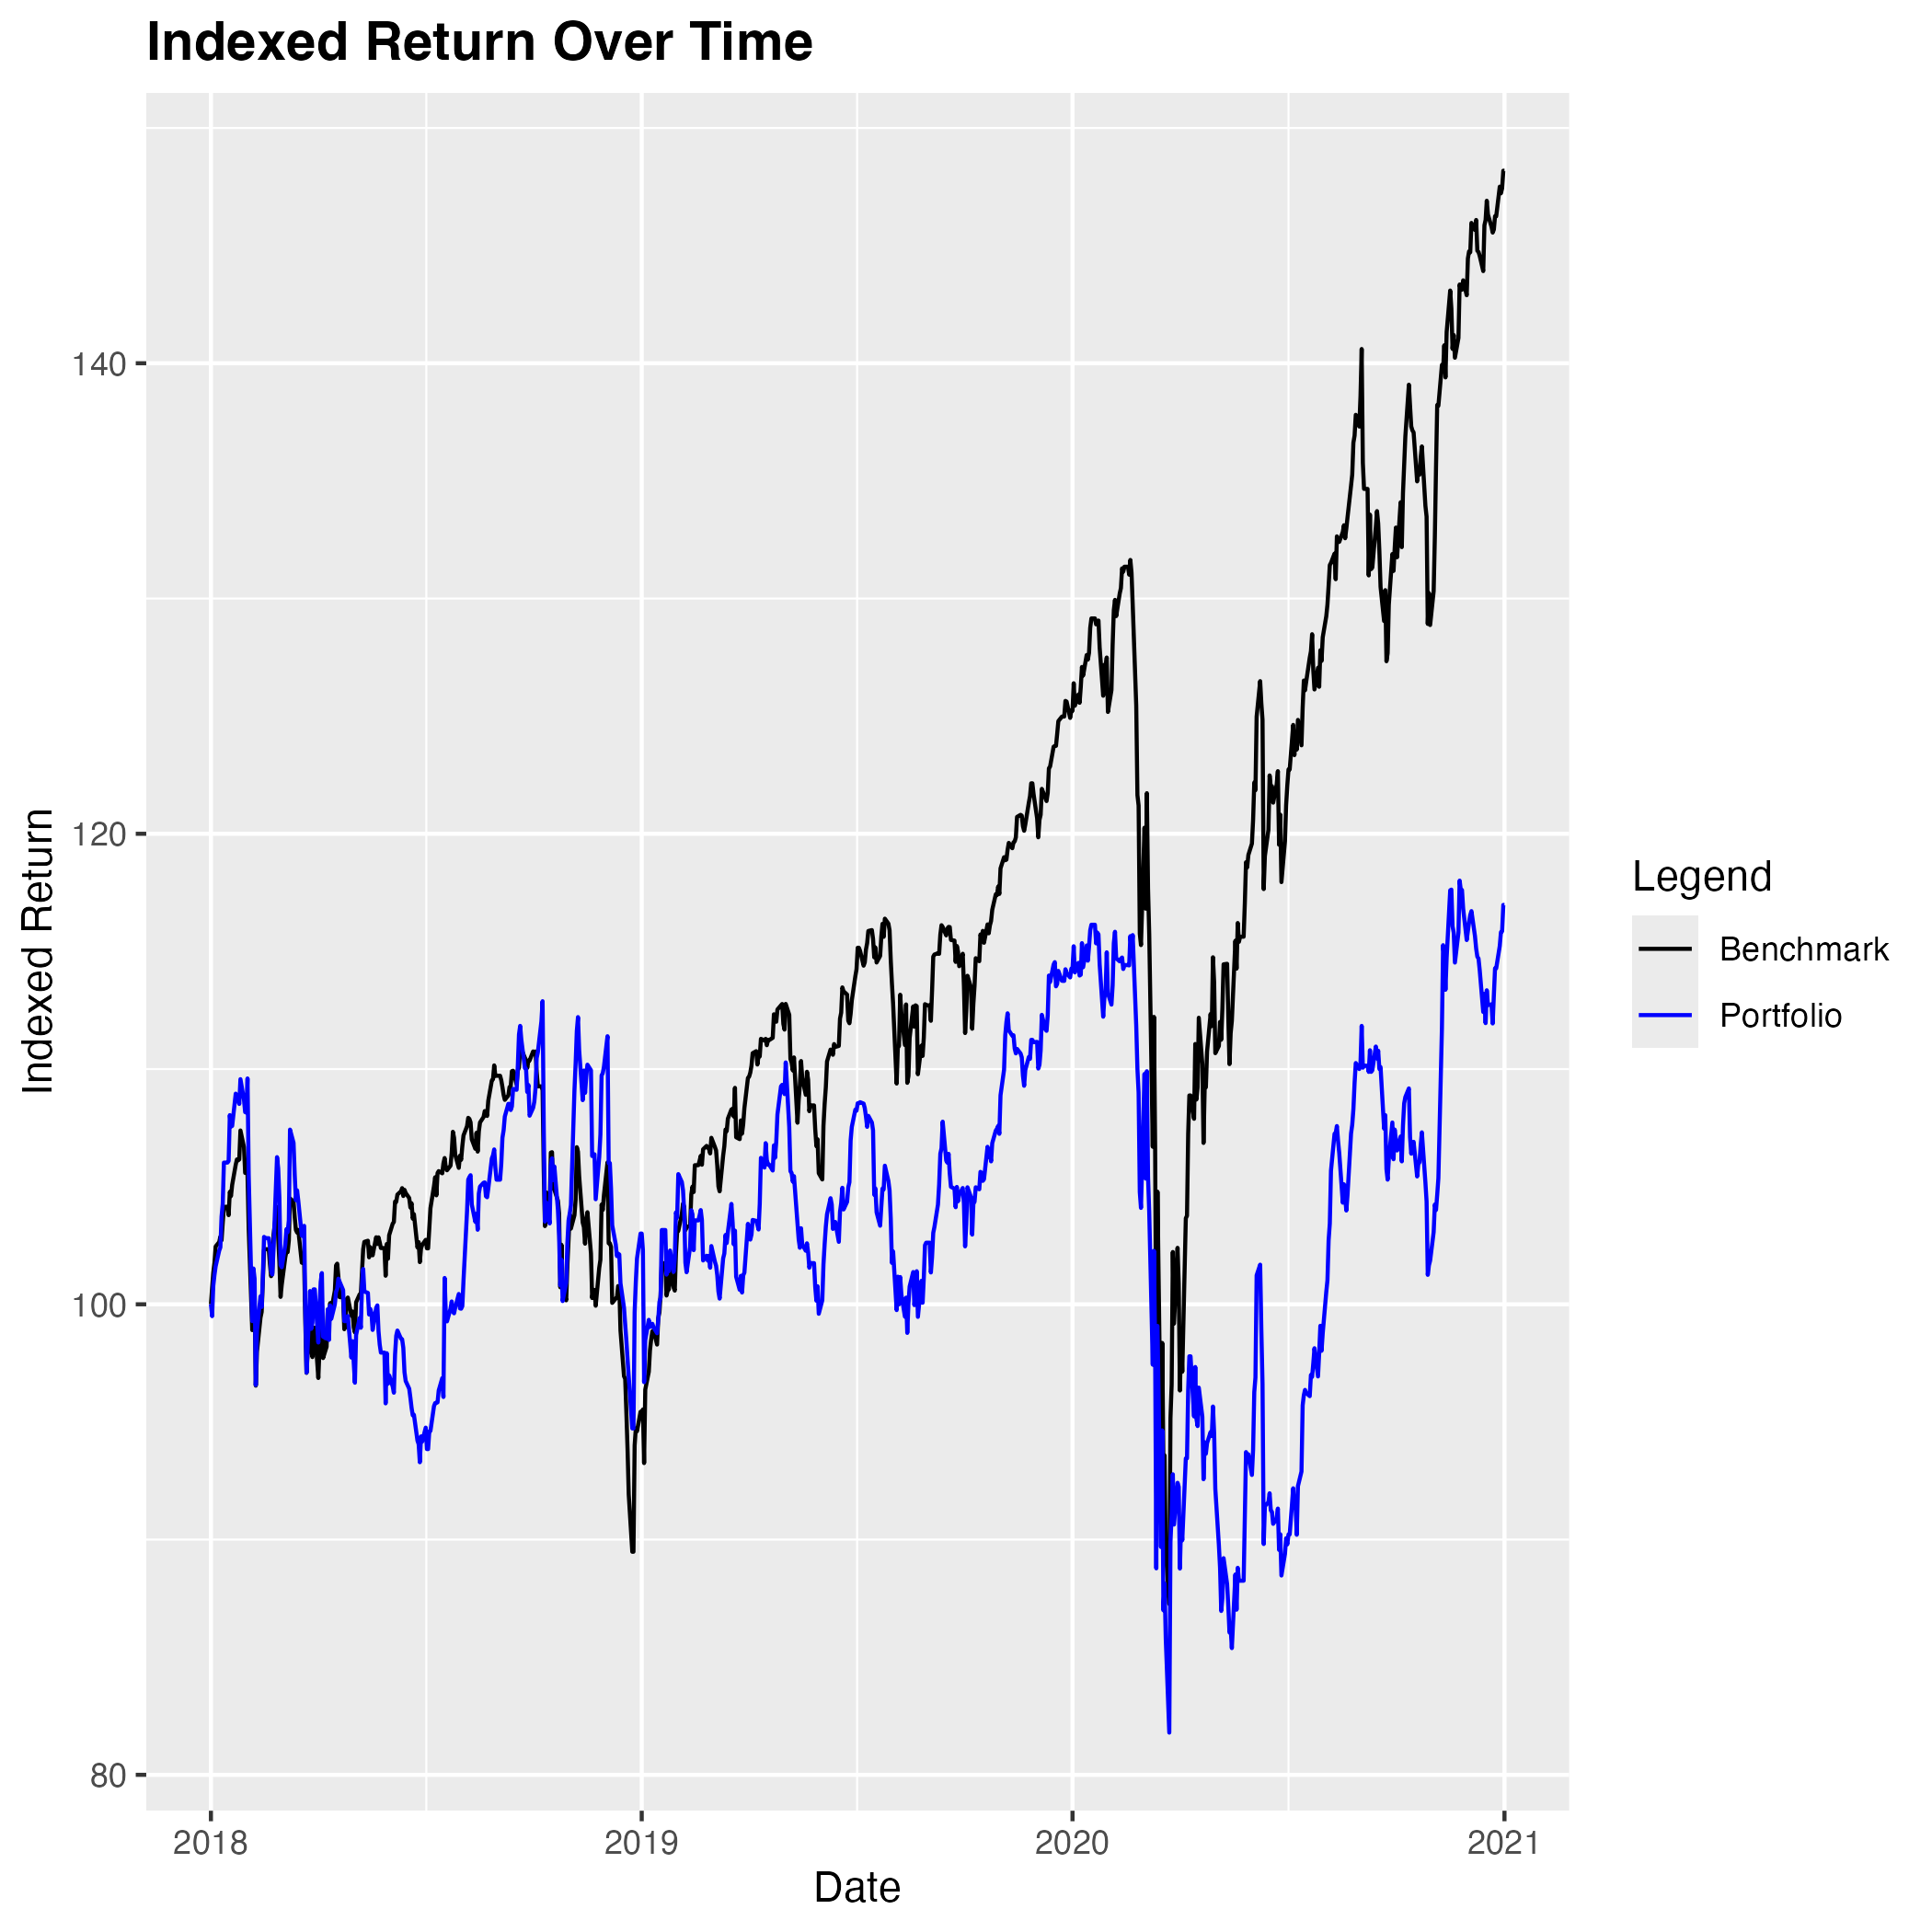 Indexed Return Over Time
Indexed Return
140
120
100
80
2018
2019
2020
2021
Date
Legend
Benchmark
Portfolio